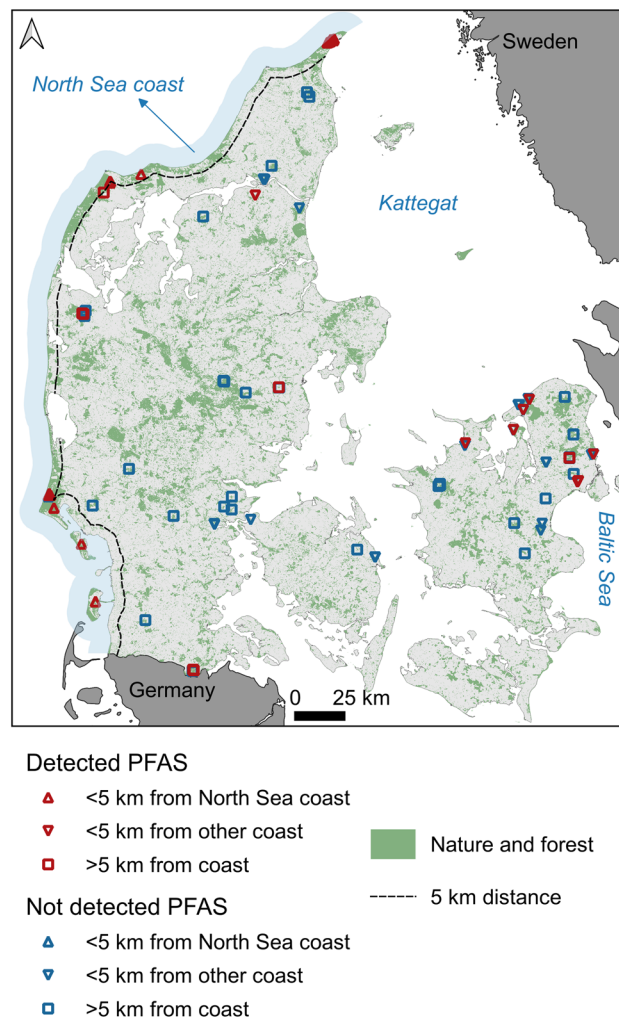 Sweden
North Sea coast
Kattegat
Baltic Sea
Germany
0 25 km
Detected PFAS
<5 km from North Sea coast
<5 km from other coast
>5 km from coast
Nature and forest
5 km distance
Not detected PFAS
<5 km from North Sea coast
<5 km from other coast
>5 km from coast